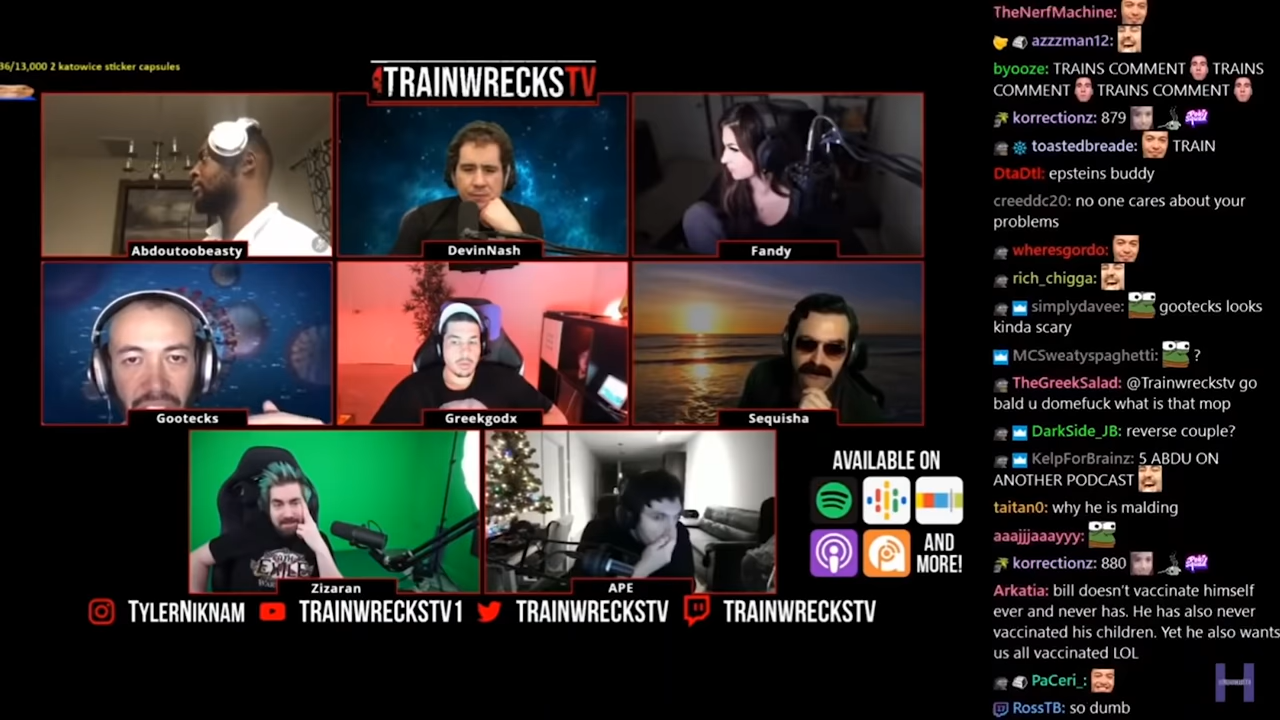 36/13,000 2 katowice sticker capsules
TRAINWRECKSTV
Abdoutoobeasty
DevinNash
Fandy
Gootecks
Greekgodx
Sequisha
Zizaran
APE
AVAILABLE ON
AND
MORE!
TYLERNIKNAM
TRAINWRECKSTV1
TRAINWRECKSTV
TRAINWRECKSTV
TheNerfMachine:
azzzman12:
byooze: TRAINS COMMENT TRAINS
COMMENT TRAINS COMMENT
korrectionz: 879
toastedbreade: TRAIN
DtaDtl: epsteins buddy
creeddc20: no one cares about your
problems
wheresgordo:
rich_chigga:
simplydavee: gootecks looks
kinda scary
MCSweatyspaghetti: ?
TheGreekSalad: @Trainwreckstv go
bald u domefuck what is that mop
DarkSide_JB: reverse couple?
KelpForBrainz: 5 ABDU ON
ANOTHER PODCAST
taitan0: why he is malding
aaajjjaaayyy:
korrectionz: 880
Arkatia: bill doesn't vaccinate himself
ever and never has. He has also never
vaccinated his children. Yet he also wants
us all vaccinated LOL
PaCeri_:
RossTB: so dumb